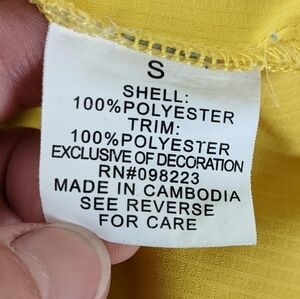 S
SHELL:
100%POLYESTER
TRIM:
100%POLYESTER
EXCLUSIVE OF DECORATION
RN#098223
MADE IN CAMBODIA
SEE REVERSE
FOR CARE